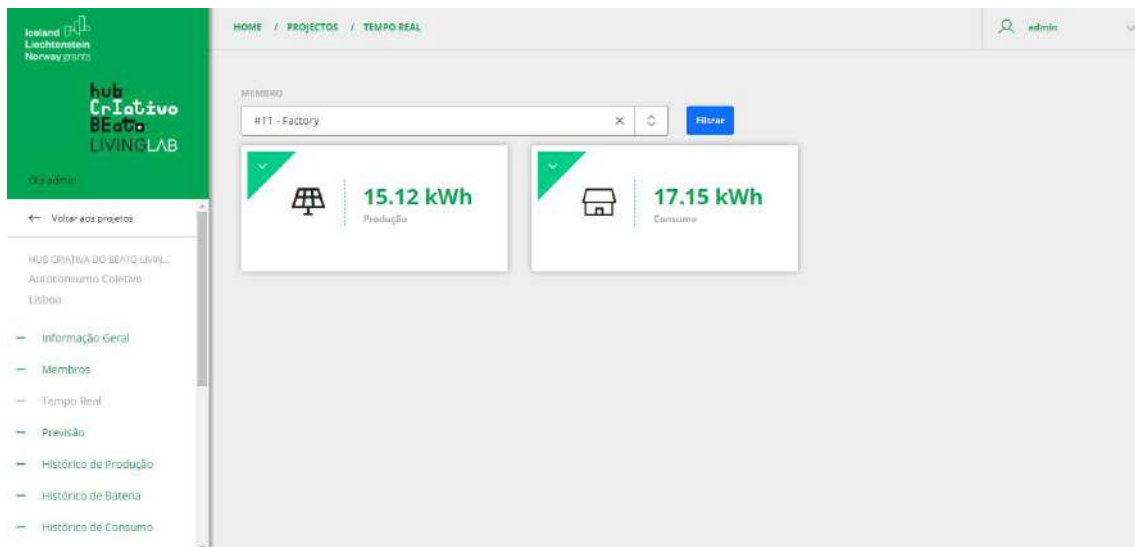 Iceland
Liechtenstein
Norway grants
hub
CrIativo
BEato
LIVINGLAB
Olá admin
← Voltar aos projetos
HUB CRIATIVA DO BEATO LIVIN...
Autoconsumo Coletivo
Lisboa
— Informação Geral
— Membros
— Tempo Real
— Previsão
— Histórico de Produção
— Histórico de Bateria
— Histórico de Consumo
HOME / PROJECTOS / TEMPO REAL
admin
MEMBRO
#11 - Factory
Filtrar
15.12 kWh
Produção
17.15 kWh
Consumo